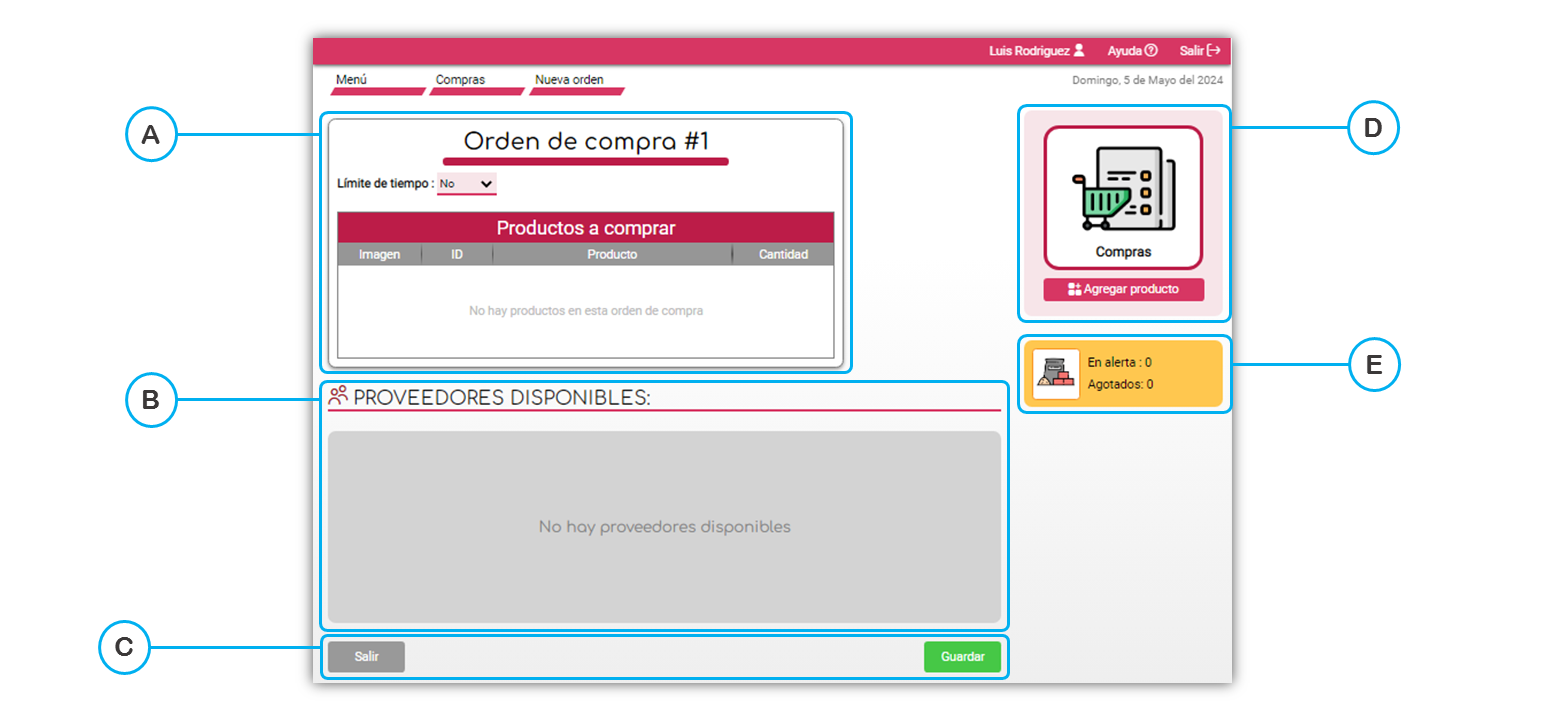 Luis Rodriguez Ayuda Salir
Menú Compras Nueva orden Domingo, 5 de Mayo del 2024
A
Orden de compra #1
Límite de tiempo : No
Productos a comprar
Imagen ID Producto Cantidad
No hay productos en esta orden de compra
D
Compras
Agregar producto
E
En alerta : 0
Agotados: 0
B
PROVEEDORES DISPONIBLES:
No hay proveedores disponibles
C
Salir Guardar